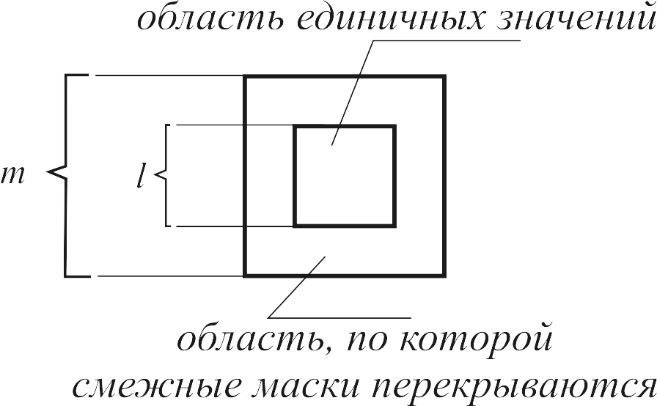 область единичных значений
m
l
область, по которой
смежные маски перекрываются